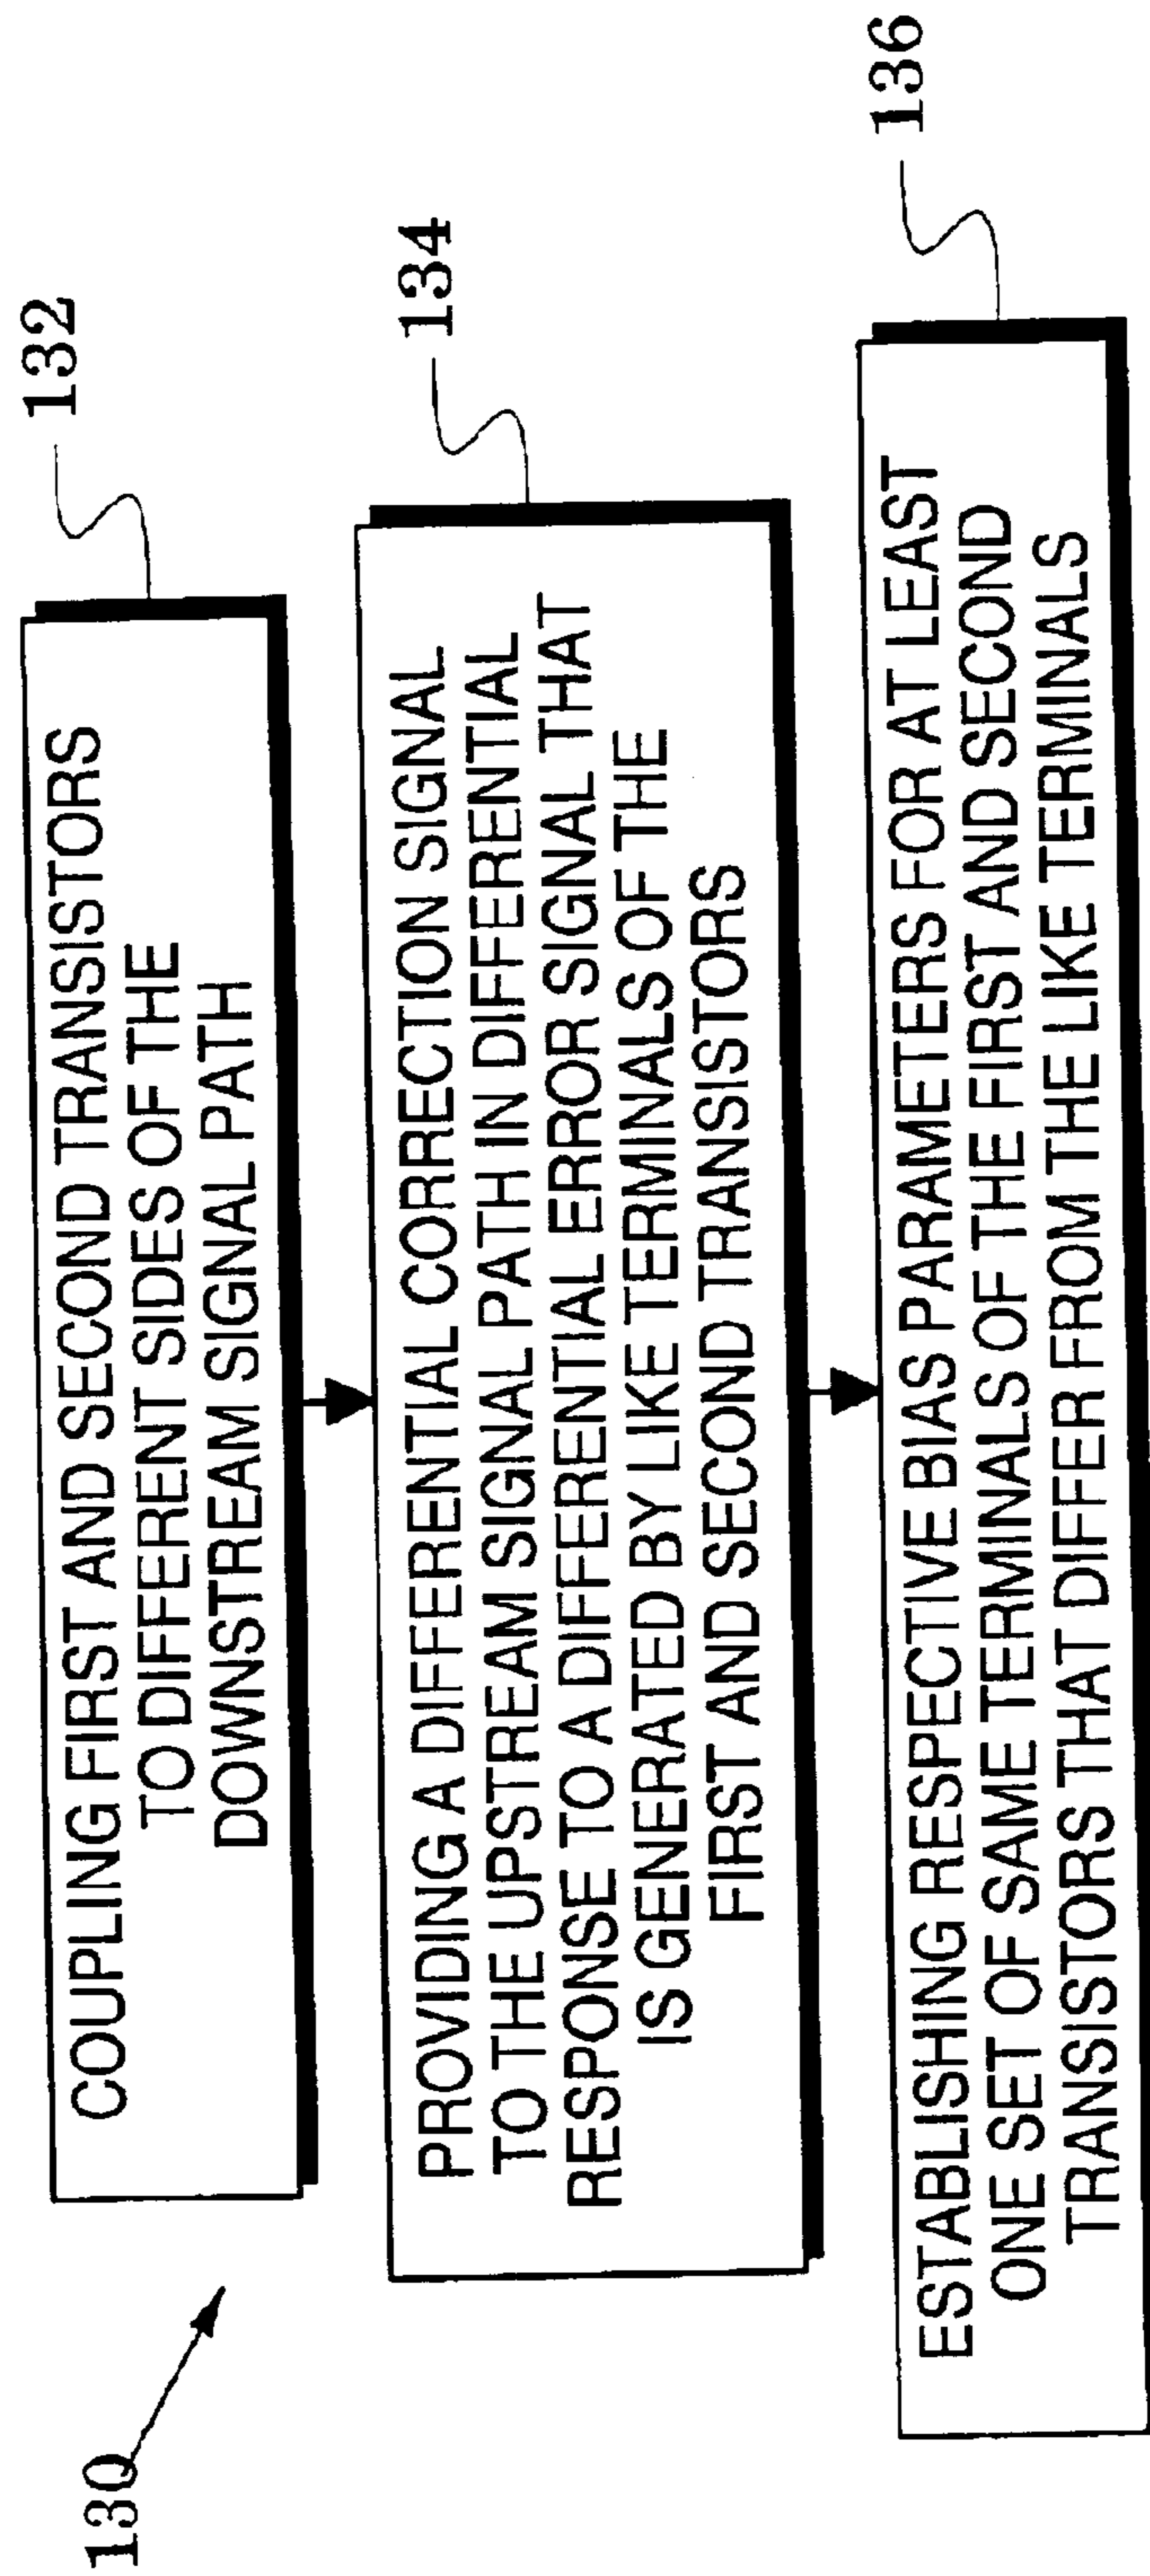 130
132
COUPLING FIRST AND SECOND TRANSISTORS
TO DIFFERENT SIDES OF THE
DOWNSTREAM SIGNAL PATH
134
PROVIDING A DIFFERENTIAL CORRECTION SIGNAL
TO THE UPSTREAM SIGNAL PATH IN DIFFERENTIAL
RESPONSE TO A DIFFERENTIAL ERROR SIGNAL THAT
IS GENERATED BY LIKE TERMINALS OF THE
FIRST AND SECOND TRANSISTORS
136
ESTABLISHING RESPECTIVE BIAS PARAMETERS FOR AT LEAST
ONE SET OF SAME TERMINALS OF THE FIRST AND SECOND
TRANSISTORS THAT DIFFER FROM THE LIKE TERMINALS